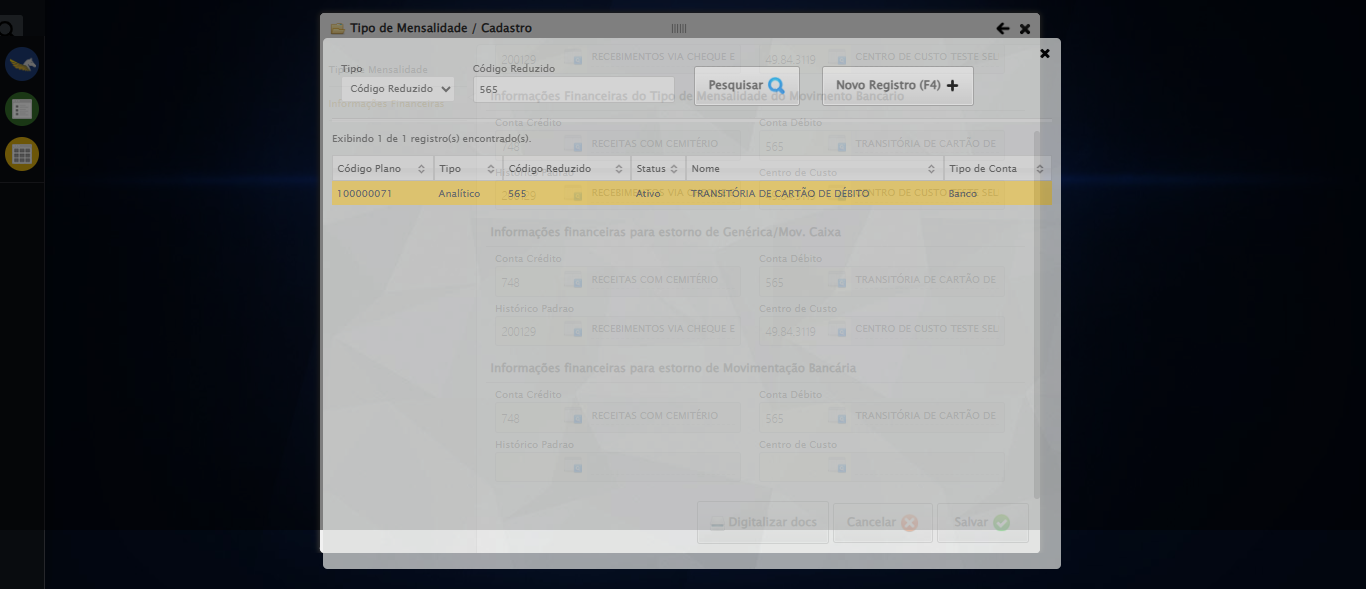 Tipo de Mensalidade / Cadastro
200129 RECEBIMENTOS VIA CHEQUE E 49.84.3119 CENTRO DE CUSTO TESTE SEL
Tipo de Mensalidade
Informações Financeiras
Tipo Código Reduzido
Código Reduzido 565 Pesquisar Novo Registro (F4)
Informações Financeiras do Tipo de Mensalidade do Movimento Bancário
Conta Crédito Conta Débito
Exibindo 1 de 1 registro(s) encontrado(s).
748 RECEITAS COM CEMITÉRIO 565 TRANSITÓRIA DE CARTÃO DE
Código Plano Tipo Código Reduzido Status Nome Tipo de Conta
Centro de Custo
100000071 Analítico 565 Ativo TRANSITÓRIA DE CARTÃO DE DÉBITO Banco
Informações financeiras para estorno de Genérica/Mov. Caixa
Conta Crédito Conta Débito
748 RECEITAS COM CEMITÉRIO 565 TRANSITÓRIA DE CARTÃO DE
Histórico Padrao Centro de Custo
200129 RECEBIMENTOS VIA CHEQUE E 49.84.3119 CENTRO DE CUSTO TESTE SEL
Informações financeiras para estorno de Movimentação Bancária
Conta Crédito Conta Débito
748 RECEITAS COM CEMITÉRIO 565 TRANSITÓRIA DE CARTÃO DE
Histórico Padrao Centro de Custo
Digitalizar docs Cancelar Salvar